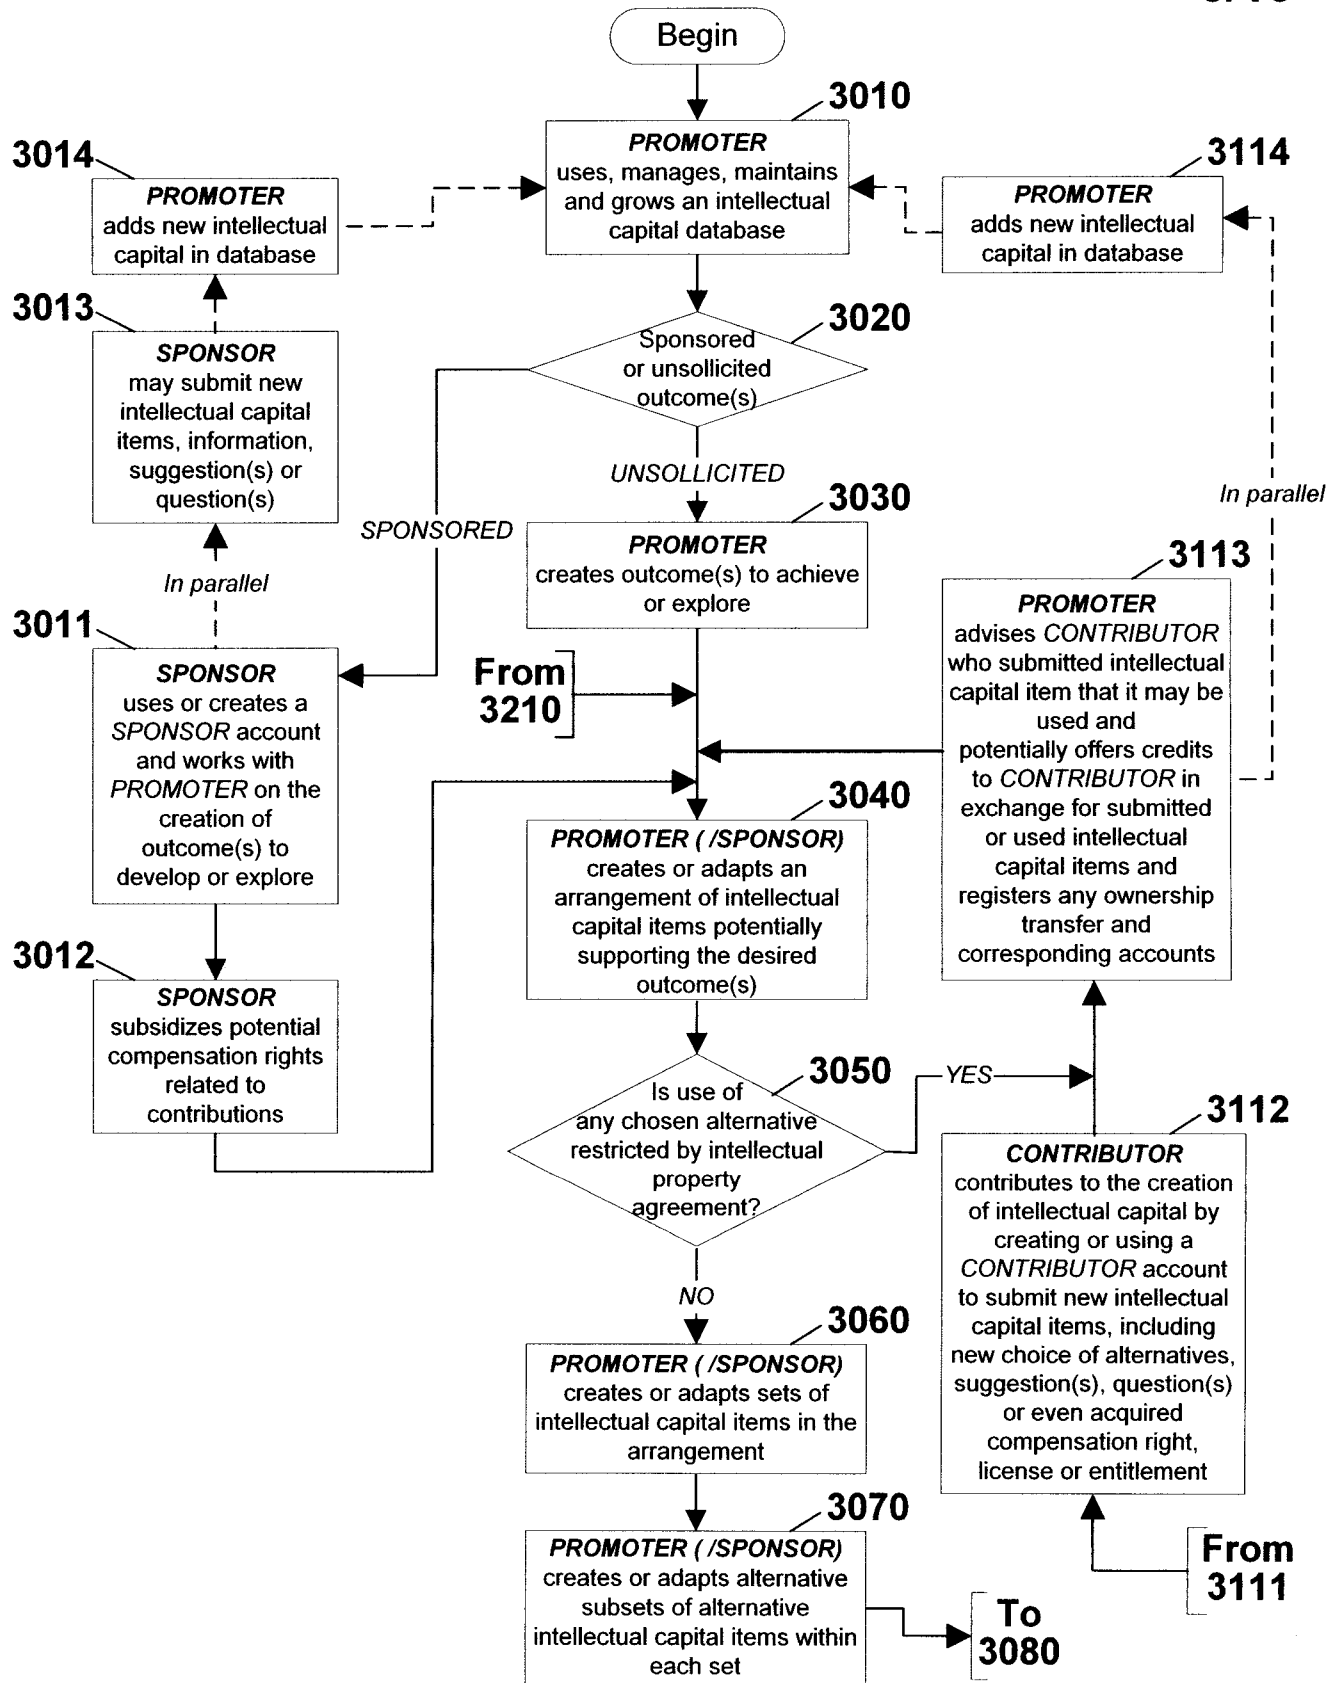 Begin
3010
PROMOTER
uses, manages, maintains
and grows an intellectual
capital database
3014
PROMOTER
adds new intellectual
capital in database
3114
PROMOTER
adds new intellectual
capital in database
3013
SPONSOR
may submit new
intellectual capital
items, information,
suggestion(s) or
question(s)
3020
Sponsored
or unsollicited
outcome(s)
UNSOLLICITED
SPONSORED
In parallel
In parallel
3030
PROMOTER
creates outcome(s) to achieve
or explore
3011
SPONSOR
uses or creates a
SPONSOR account
and works with
PROMOTER on the
creation of
outcome(s) to
develop or explore
From
3210
3113
PROMOTER
advises CONTRIBUTOR
who submitted intellectual
capital item that it may be
used and
potentially offers credits
to CONTRIBUTOR in
exchange for submitted
or used intellectual
capital items and
registers any ownership
transfer and
corresponding accounts
3040
PROMOTER ( /SPONSOR)
creates or adapts an
arrangement of intellectual
capital items potentially
supporting the desired
outcome(s)
3012
SPONSOR
subsidizes potential
compensation rights
related to
contributions
3050
Is use of
any chosen alternative
restricted by intellectual
property
agreement?
YES
NO
3112
CONTRIBUTOR
contributes to the creation
of intellectual capital by
creating or using a
CONTRIBUTOR account
to submit new intellectual
capital items, including
new choice of alternatives,
suggestion(s), question(s)
or even acquired
compensation right,
license or entitlement
3060
PROMOTER ( /SPONSOR)
creates or adapts sets of
intellectual capital items in the
arrangement
3070
PROMOTER ( /SPONSOR)
creates or adapts alternative
subsets of alternative
intellectual capital items within
each set
To
3080
From
3111